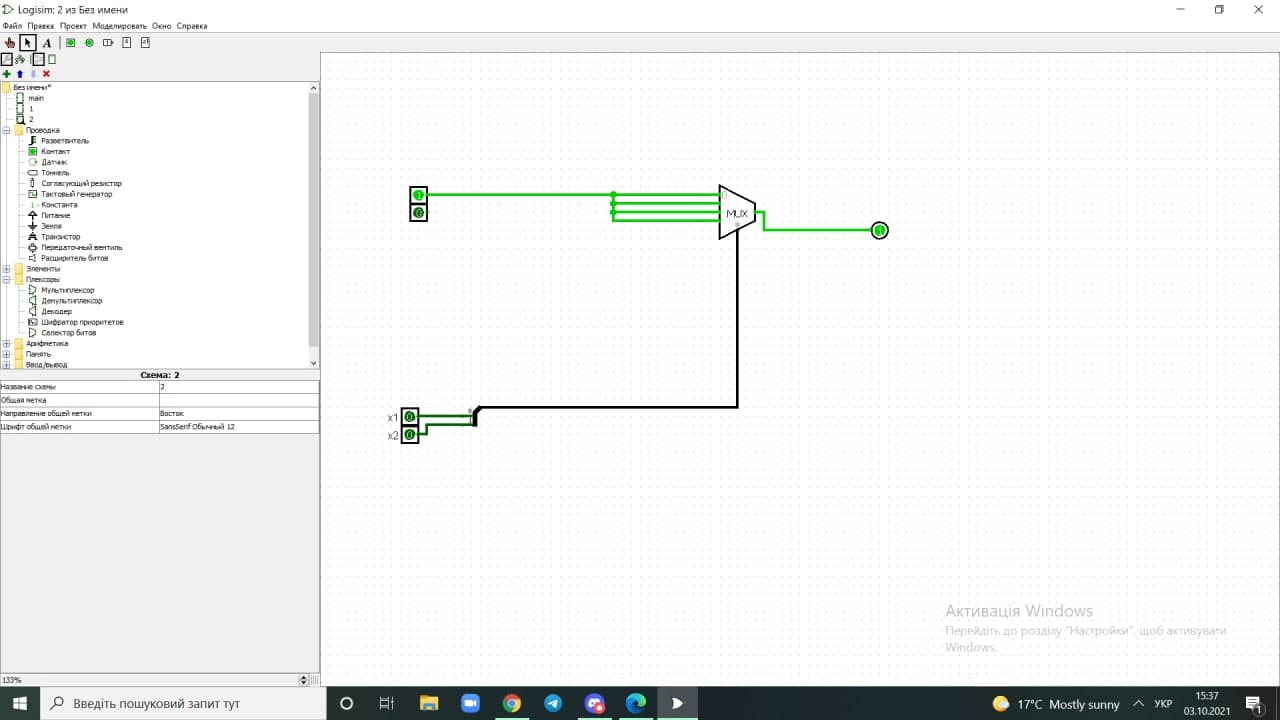 Logisim: 2 из Без имени
Файл Правка Проект Моделировать Окно Справка
A
Без имени*
main
1
2
Проводка
Разветвитель
Контакт
Датчик
Тоннель
Согласующий резистор
Тактовый генератор
Константа
Питание
Земля
Транзистор
Передаточный вентиль
Расширитель битов
Элементы
Плексоры
Мультиплексор
Демультиплексор
Декодер
Шифратор приоритетов
Селектор битов
Арифметика
Память
Ввод/вывод
Схема: 2
Название схемы 2
Общая метка
Направление общей метки Восток
Шрифт общей метки SansSerif Обычный 12
133%
1
0
0
MUX
1
x1 0
x2 0
Активація Windows
Перейдіть до розділу "Настройки", щоб активувати
Windows.
Введіть пошуковий запит тут
17°C Mostly sunny
УКР
15:37
03.10.2021
1